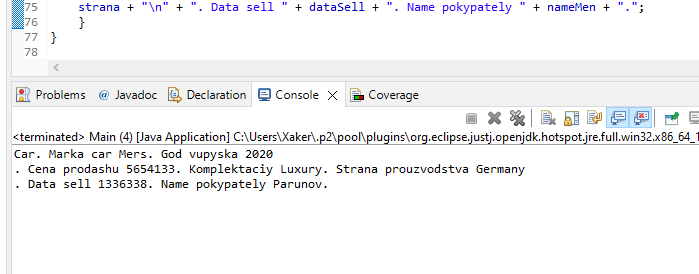 75 strana + "\n" + ". Data sell " + dataSell + ". Name pokypately " + nameMen + ".";
76 }
77 }
78
Problems Javadoc Declaration Console Coverage
<terminated> Main (4) [Java Application] C:\Users\Xaker\.p2\pool\plugins\org.eclipse.justj.openjdk.hotspot.jre.full.win32.x86_64_1
Car. Marka car Mers. God vupyska 2020
. Cena prodashu 5654133. Komplektaciy Luxury. Strana prouzvodstva Germany
. Data sell 1336338. Name pokypately Parunov.